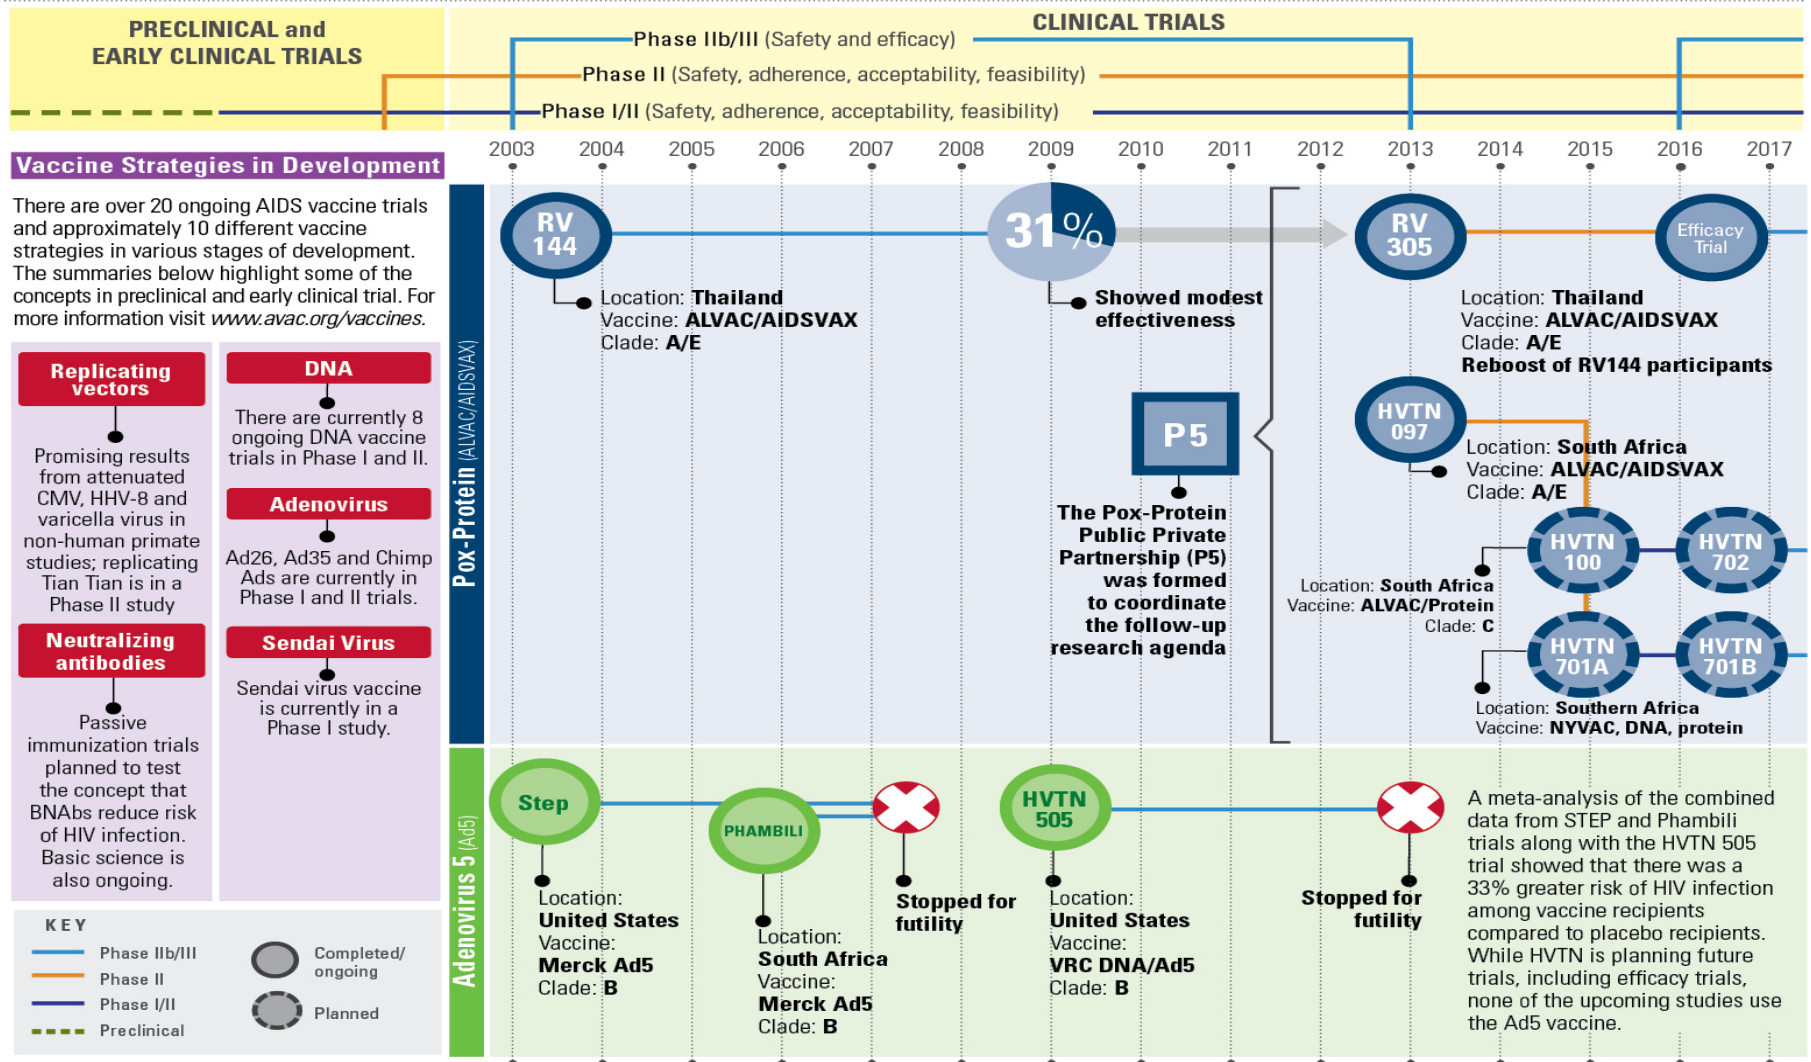 PRECLINICAL and
EARLY CLINICAL TRIALS
CLINICAL TRIALS
Phase IIb/III (Safety and efficacy)
Phase II (Safety, adherence, acceptability, feasibility)
Phase I/II (Safety, adherence, acceptability, feasibility)
Vaccine Strategies in Development
There are over 20 ongoing AIDS vaccine trials
and approximately 10 different vaccine
strategies in various stages of development.
The summaries below highlight some of the
concepts in preclinical and early clinical trial. For
more information visit www.avac.org/vaccines.
Replicating
vectors
Promising results
from attenuated
CMV, HHV-8 and
varicella virus in
non-human primate
studies; replicating
Tian Tian is in a
Phase II study
Neutralizing
antibodies
Passive
immunization trials
planned to test
the concept that
BNAbs reduce risk
of HIV infection.
Basic science is
also ongoing.
DNA
There are currently 8
ongoing DNA vaccine
trials in Phase I and II.
Adenovirus
Ad26, Ad35 and Chimp
Ads are currently in
Phase I and II trials.
Sendai Virus
Sendai virus vaccine
is currently in a
Phase I study.
KEY
Phase IIb/III
Phase II
Phase I/II
Preclinical
Completed/
ongoing
Planned
2003 2004 2005 2006 2007 2008 2009 2010 2011 2012 2013 2014 2015 2016 2017
Pox-Protein (ALVAC/AIDSVAX)
RV
144
Location: Thailand
Vaccine: ALVAC/AIDSVAX
Clade: A/E
31%
Showed modest
effectiveness
P5
The Pox-Protein
Public Private
Partnership (P5)
was formed
to coordinate
the follow-up
research agenda
RV
305
Location: Thailand
Vaccine: ALVAC/AIDSVAX
Clade: A/E
Reboost of RV144 participants
Efficacy
Trial
HVTN
097
Location: South Africa
Vaccine: ALVAC/AIDSVAX
Clade: A/E
HVTN
100
HVTN
702
Location: South Africa
Vaccine: ALVAC/Protein
Clade: C
HVTN
701A
HVTN
701B
Location: Southern Africa
Vaccine: NYVAC, DNA, protein
Adenovirus 5 (Ad5)
Step
Location:
United States
Vaccine:
Merck Ad5
Clade: B
PHAMBILI
Location:
South Africa
Vaccine:
Merck Ad5
Clade: B
Stopped for
futility
HVTN
505
Location:
United States
Vaccine:
VRC DNA/Ad5
Clade: B
Stopped for
futility
A meta-analysis of the combined
data from STEP and Phambili
trials along with the HVTN 505
trial showed that there was a
33% greater risk of HIV infection
among vaccine recipients
compared to placebo recipients.
While HVTN is planning future
trials, including efficacy trials,
none of the upcoming studies use
the Ad5 vaccine.